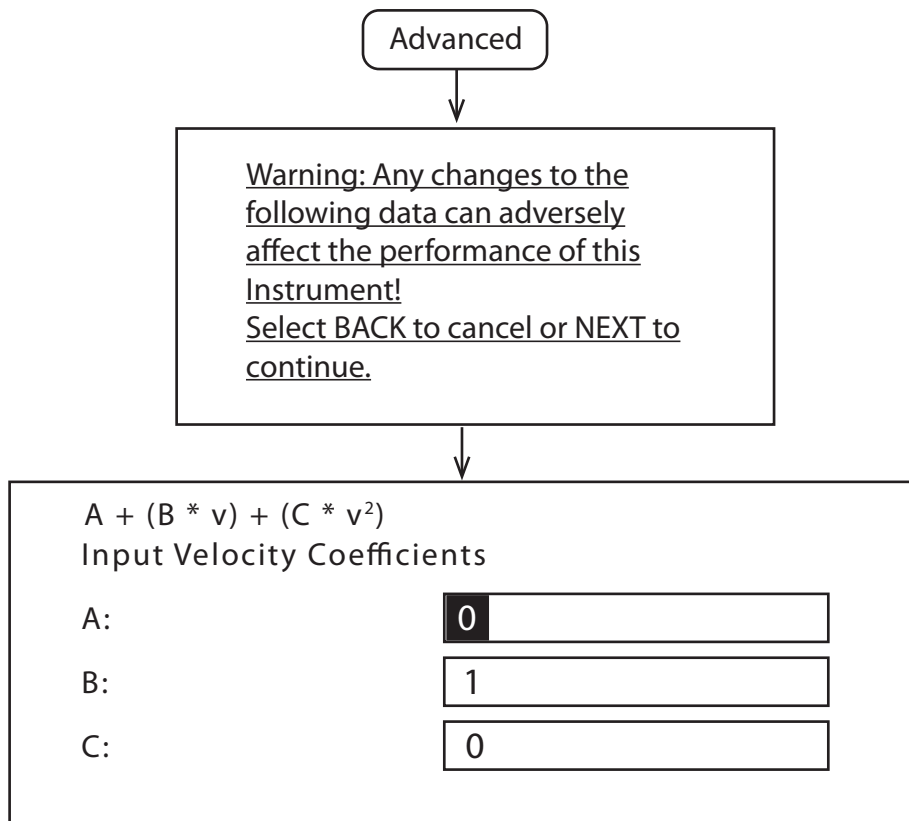 Advanced
Warning: Any changes to the
following data can adversely
affect the performance of this
Instrument!
Select BACK to cancel or NEXT to
continue.
A + (B * v) + (C * v²)
Input Velocity Coefficients
A: 0
B: 1
C: 0